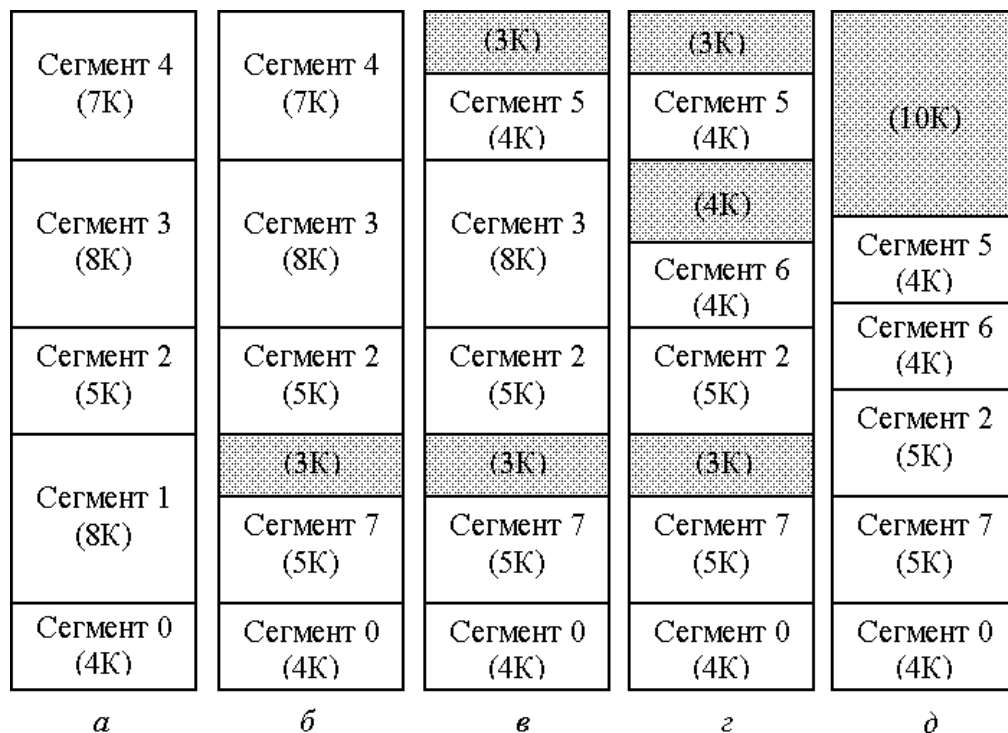 Сегмент 4
(7К)
Сегмент 3
(8К)
Сегмент 2
(5К)
Сегмент 1
(8К)
Сегмент 0
(4К)
а
Сегмент 4
(7К)
Сегмент 3
(8К)
Сегмент 2
(5К)
(3К)
Сегмент 7
(5К)
Сегмент 0
(4К)
б
(3К)
Сегмент 5
(4К)
Сегмент 3
(8К)
Сегмент 2
(5К)
(3К)
Сегмент 7
(5К)
Сегмент 0
(4К)
в
(3К)
Сегмент 5
(4К)
(4К)
Сегмент 6
(4К)
Сегмент 2
(5К)
(3К)
Сегмент 7
(5К)
Сегмент 0
(4К)
г
(10К)
Сегмент 5
(4К)
Сегмент 6
(4К)
Сегмент 2
(5К)
Сегмент 7
(5К)
Сегмент 0
(4К)
д